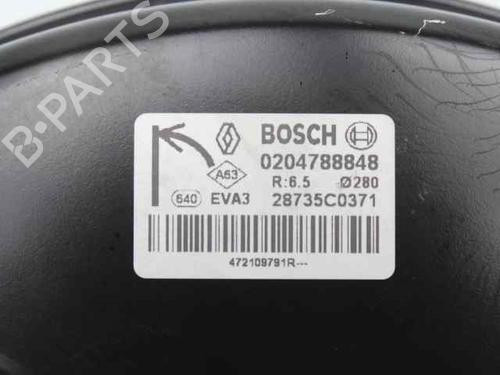 B-PARTS
BOSCH
0204788848
A63
R:6.5 Ø280
640 EVA3 28735C0371
472109791R---